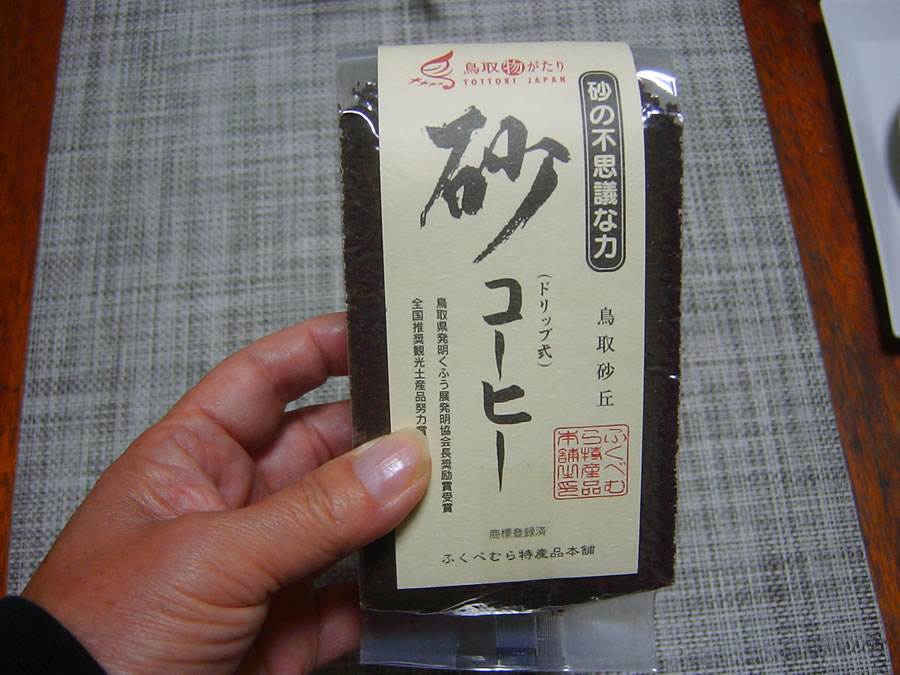 鳥取物がたり
TOTTORI JAPAN
砂の不思議な力
砂コーヒー
(ドリップ式)
鳥取砂丘
ふくべむ
ら特産品
本舗之印
鳥取県発明くふう展発明協会長奨励賞受賞
全国推奨観光土産品努力賞
商標登録済
ふくべむら特産品本舗